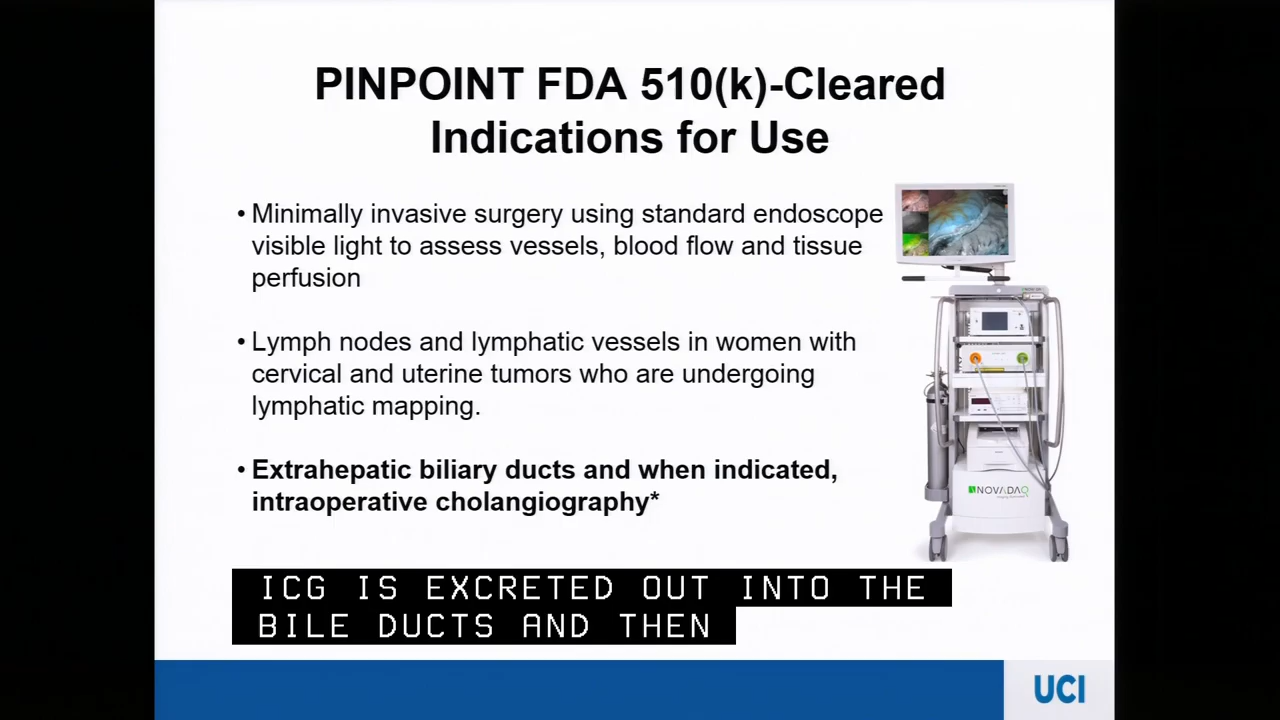 PINPOINT FDA 510(k)-Cleared
Indications for Use
• Minimally invasive surgery using standard endoscope
visible light to assess vessels, blood flow and tissue
perfusion
• Lymph nodes and lymphatic vessels in women with
cervical and uterine tumors who are undergoing
lymphatic mapping.
• Extrahepatic biliary ducts and when indicated,
intraoperative cholangiography*
NOVADAQ
ICG IS EXCRETED OUT INTO THE
BILE DUCTS AND THEN
UCI